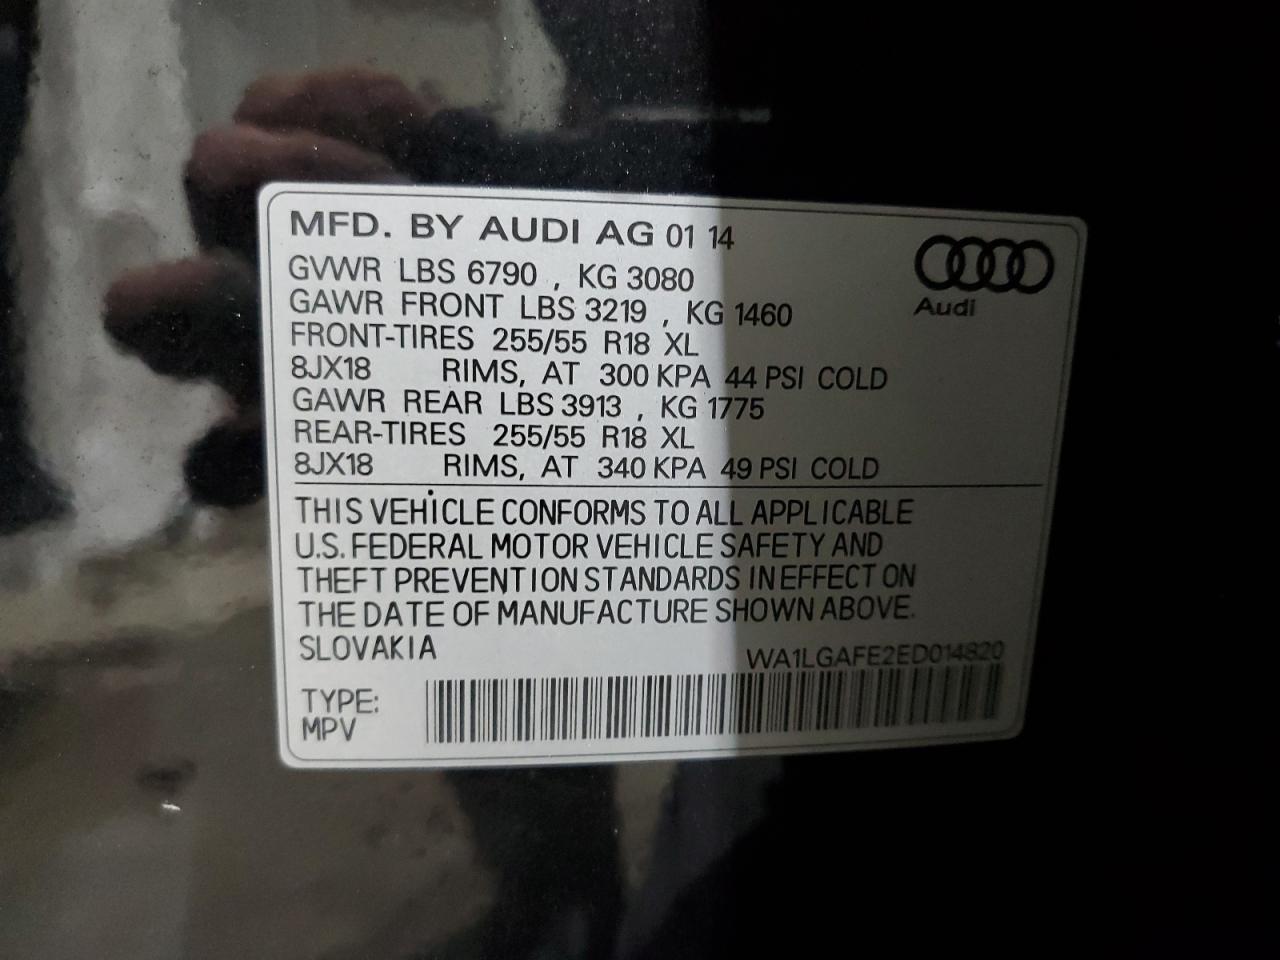 MFD. BY AUDI AG 01 14
GVWR LBS 6790 , KG 3080
GAWR FRONT LBS 3219 , KG 1460
FRONT-TIRES 255/55 R18 XL
8JX18 RIMS, AT 300 KPA 44 PSI COLD
GAWR REAR LBS 3913 , KG 1775
REAR-TIRES 255/55 R18 XL
8JX18 RIMS, AT 340 KPA 49 PSI COLD
Audi
THIS VEHICLE CONFORMS TO ALL APPLICABLE
U.S. FEDERAL MOTOR VEHICLE SAFETY AND
THEFT PREVENTION STANDARDS IN EFFECT ON
THE DATE OF MANUFACTURE SHOWN ABOVE.
SLOVAKIA
WA1LGAFE2ED014820
TYPE:
MPV